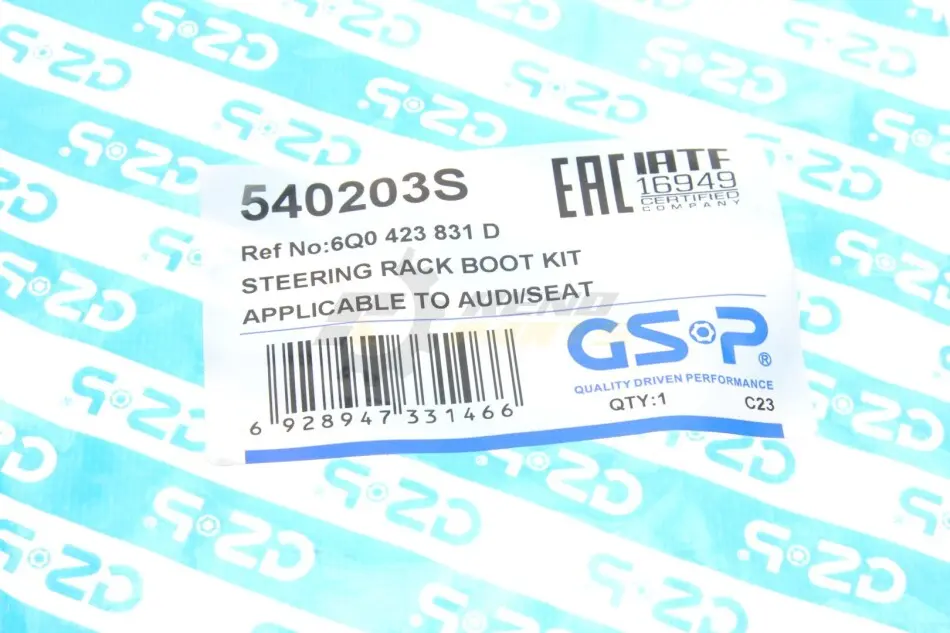 540203S
EAC
IATF
16949
CERTIFIED
COMPANY
Ref No:6Q0 423 831 D
STEERING RACK BOOT KIT
APPLICABLE TO AUDI/SEAT
GSP®
QUALITY DRIVEN PERFORMANCE
QTY:1
C23
6 928947 331466